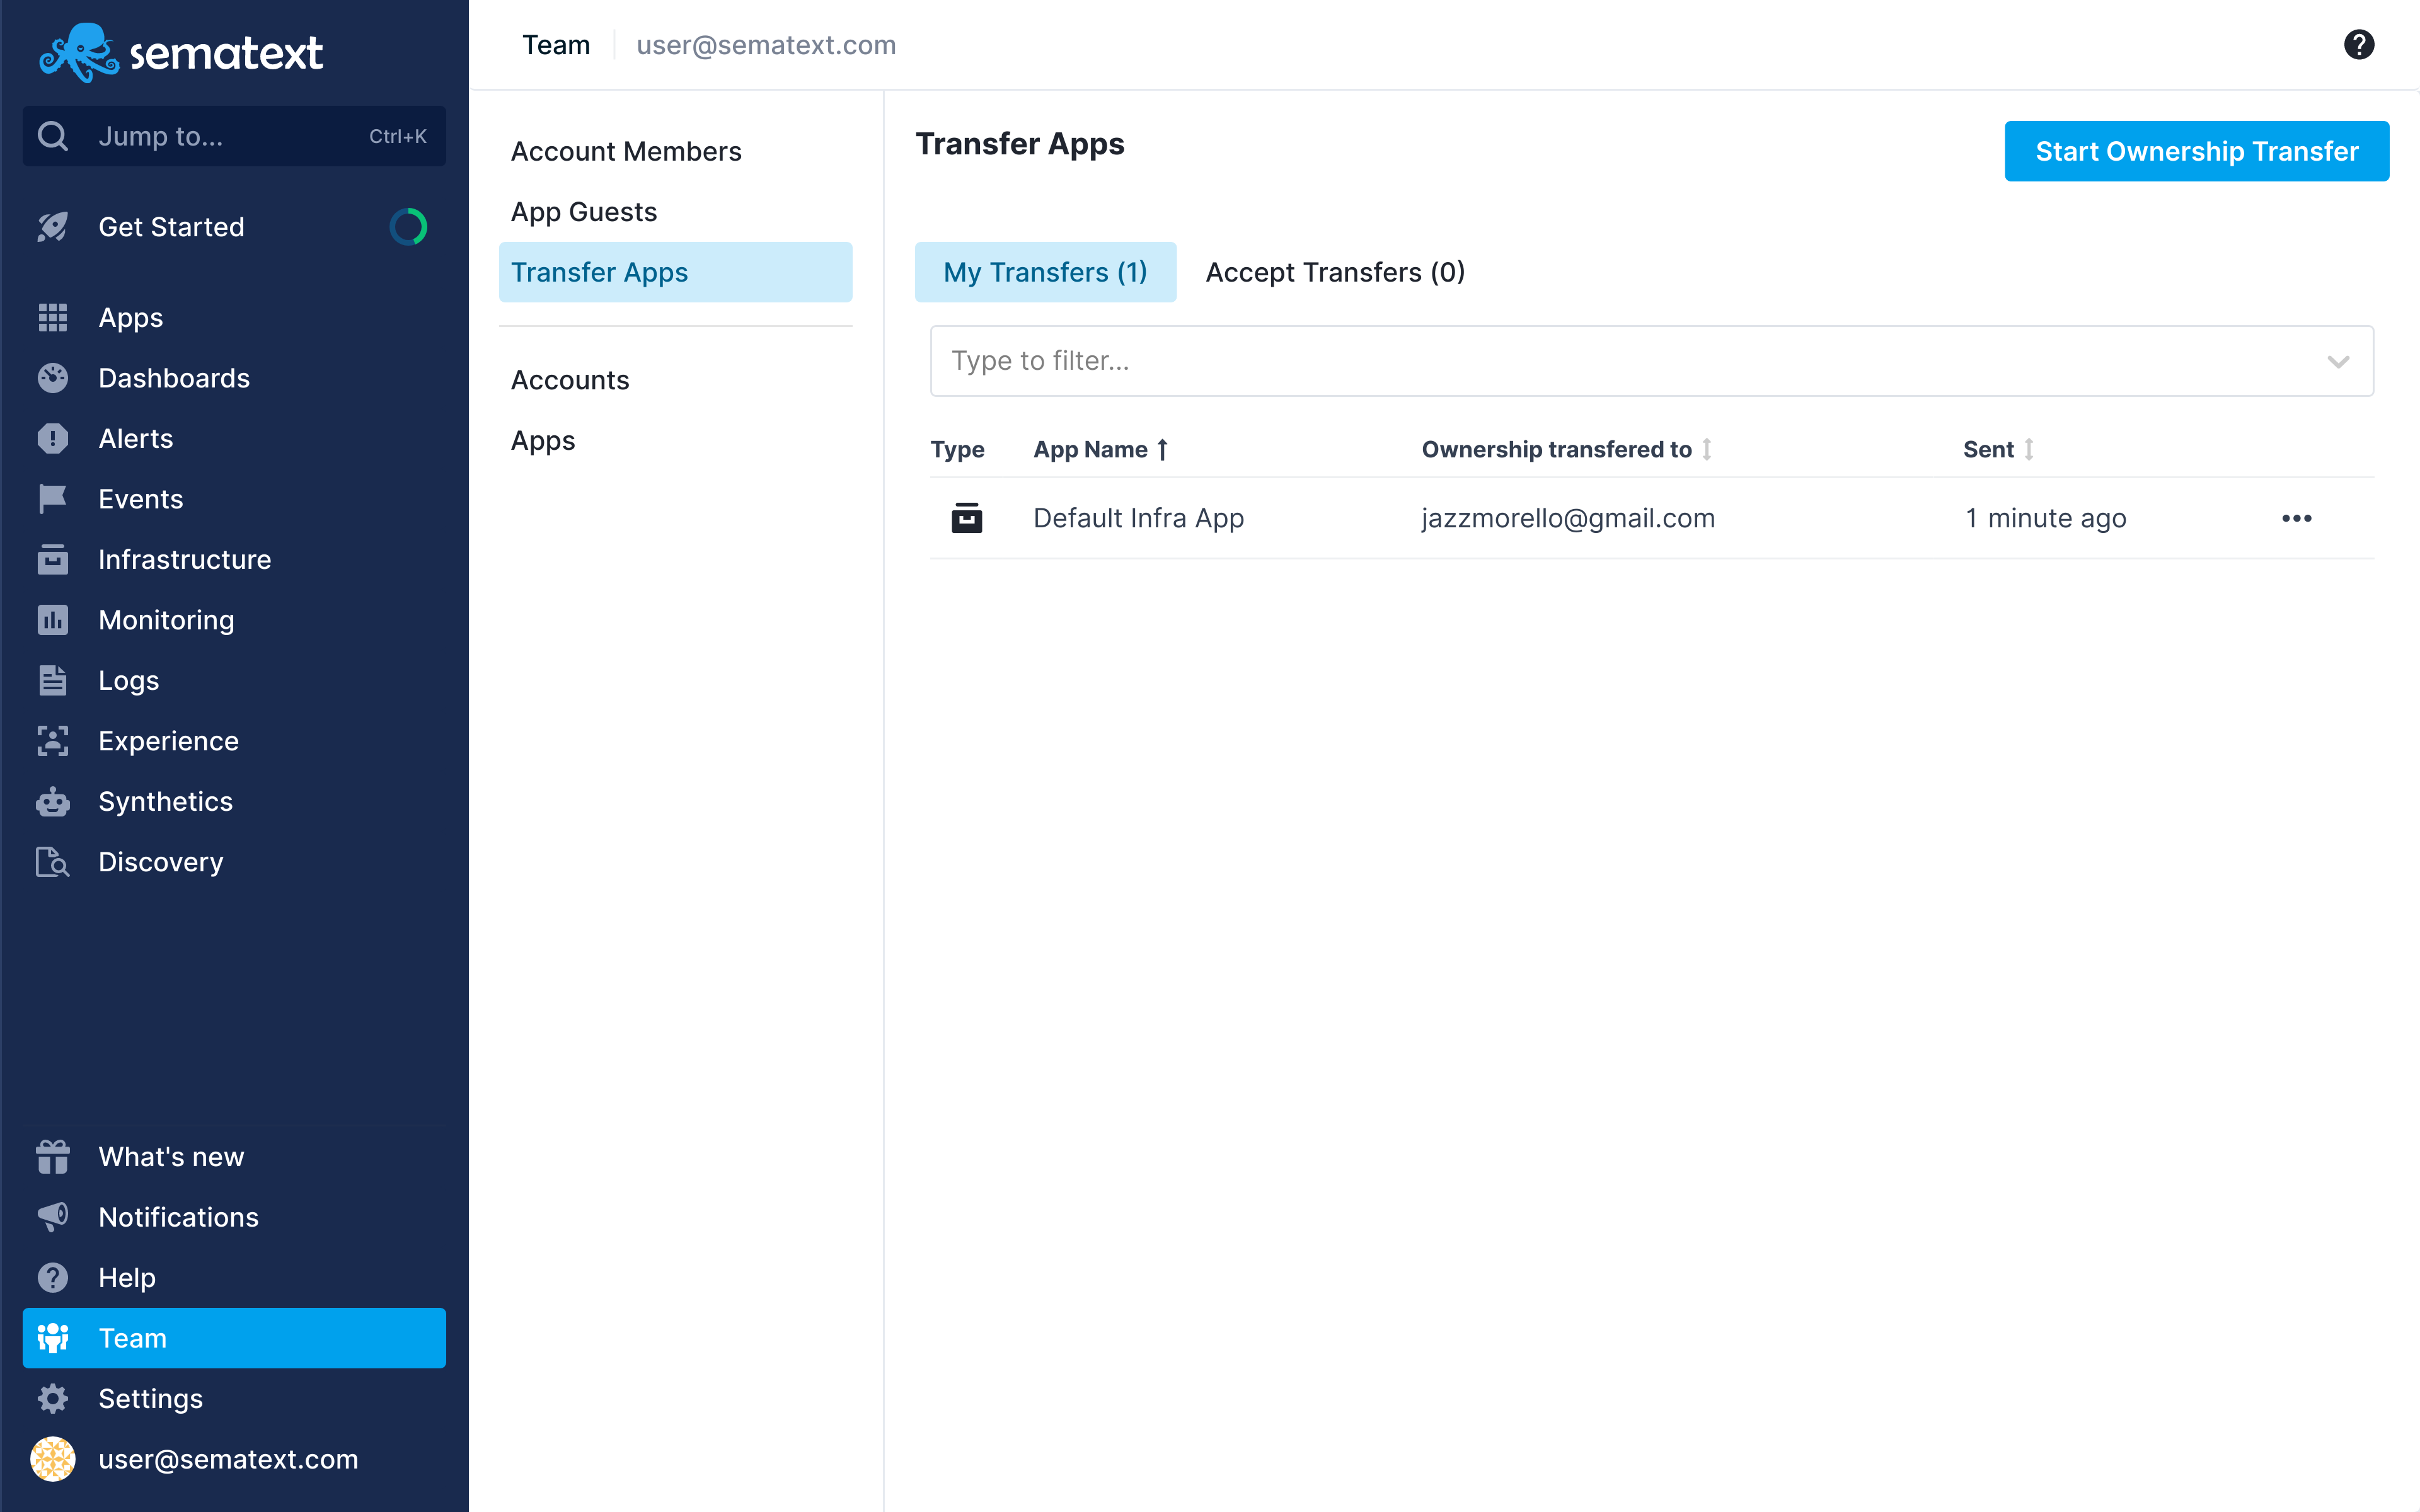 sematext
Jump to... Ctrl+K
Get Started
Apps
Dashboards
Alerts
Events
Infrastructure
Monitoring
Logs
Experience
Synthetics
Discovery
What's new
Notifications
Help
Team
Settings
user@sematext.com
Team user@sematext.com
Account Members
App Guests
Transfer Apps
Accounts
Apps
Transfer Apps
Start Ownership Transfer
My Transfers (1) Accept Transfers (0)
Type to filter...
Type App Name Ownership transfered to Sent
Default Infra App jazzmorello@gmail.com 1 minute ago